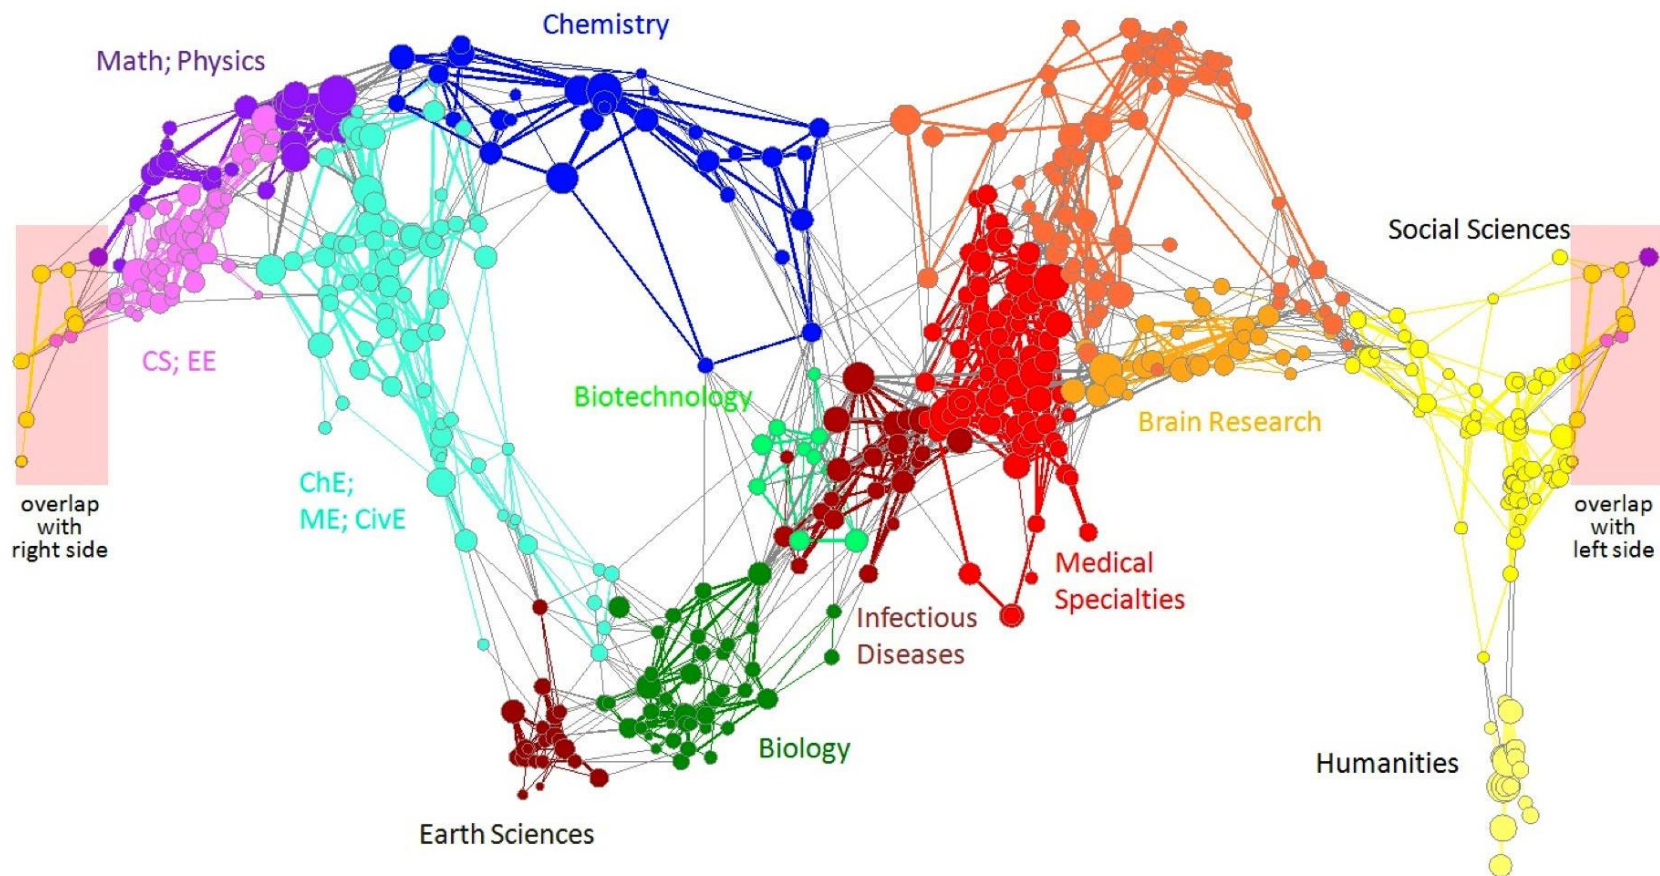 Chemistry
Math; Physics
Social Sciences
CS; EE
Biotechnology
Brain Research
ChE;
ME; CivE
overlap
with
right side
overlap
with
left side
Medical
Specialties
Infectious
Diseases
Biology
Humanities
Earth Sciences